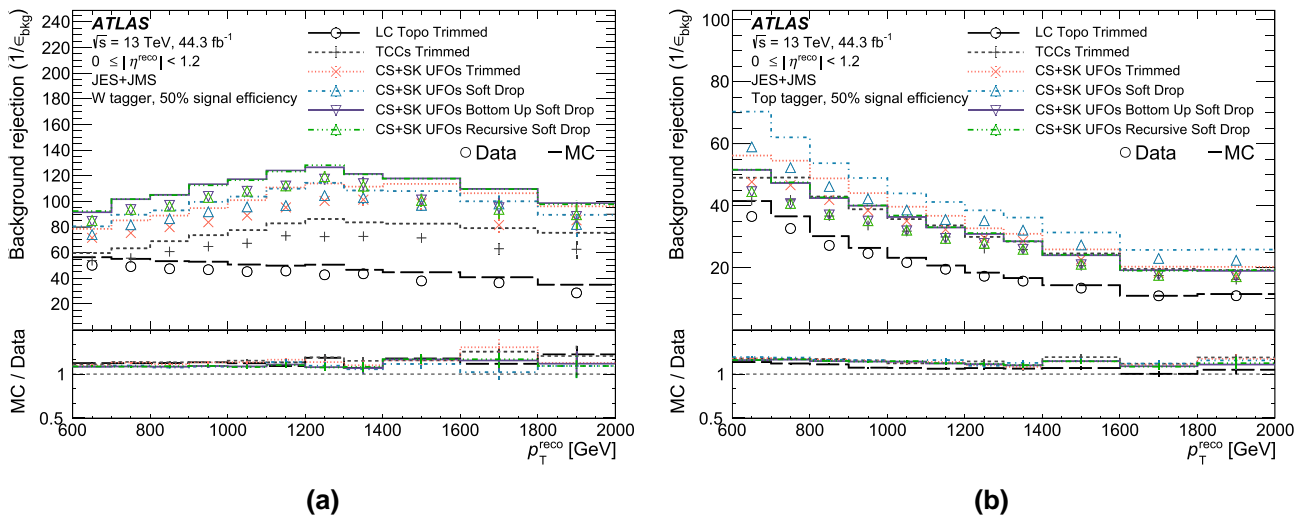 Background rejection (1/ε_bkg)
240
220
200
180
160
140
120
100
80
60
40
20
ATLAS
√s = 13 TeV, 44.3 fb⁻¹
0 ≤ | η^reco | < 1.2
JES+JMS
W tagger, 50% signal efficiency
LC Topo Trimmed
TCCs Trimmed
CS+SK UFOs Trimmed
CS+SK UFOs Soft Drop
CS+SK UFOs Bottom Up Soft Drop
CS+SK UFOs Recursive Soft Drop
Data
MC
MC / Data
1
0.5
600 800 1000 1200 1400 1600 1800 2000
p_T^reco [GeV]
(a)
Background rejection (1/ε_bkg)
100
80
60
40
20
ATLAS
√s = 13 TeV, 44.3 fb⁻¹
0 ≤ | η^reco | < 1.2
JES+JMS
Top tagger, 50% signal efficiency
LC Topo Trimmed
TCCs Trimmed
CS+SK UFOs Trimmed
CS+SK UFOs Soft Drop
CS+SK UFOs Bottom Up Soft Drop
CS+SK UFOs Recursive Soft Drop
Data
MC
MC / Data
1
0.5
600 800 1000 1200 1400 1600 1800 2000
p_T^reco [GeV]
(b)